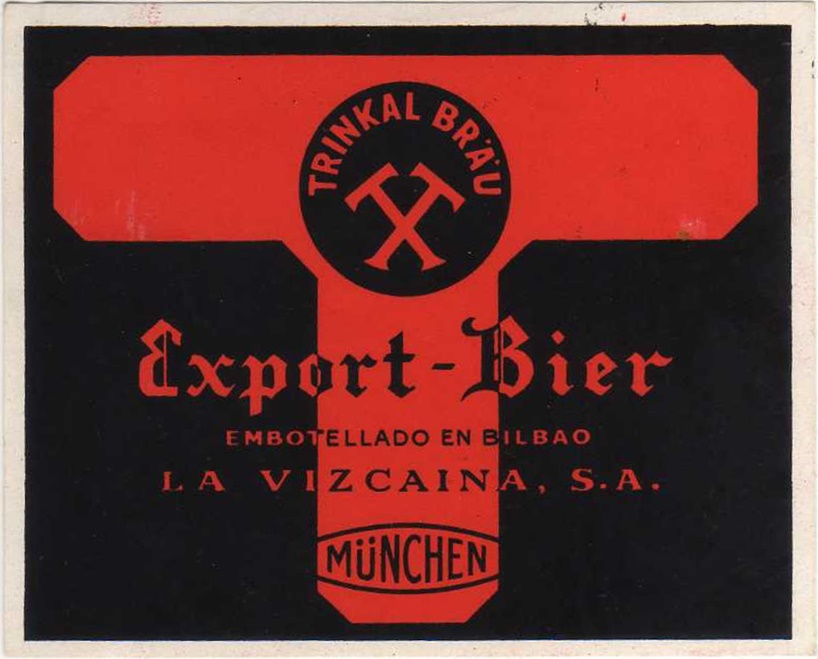 TRINKAL BRÄU
Export-Bier
EMBOTELLADO EN BILBAO
LA VIZCAINA, S.A.
MÜNCHEN